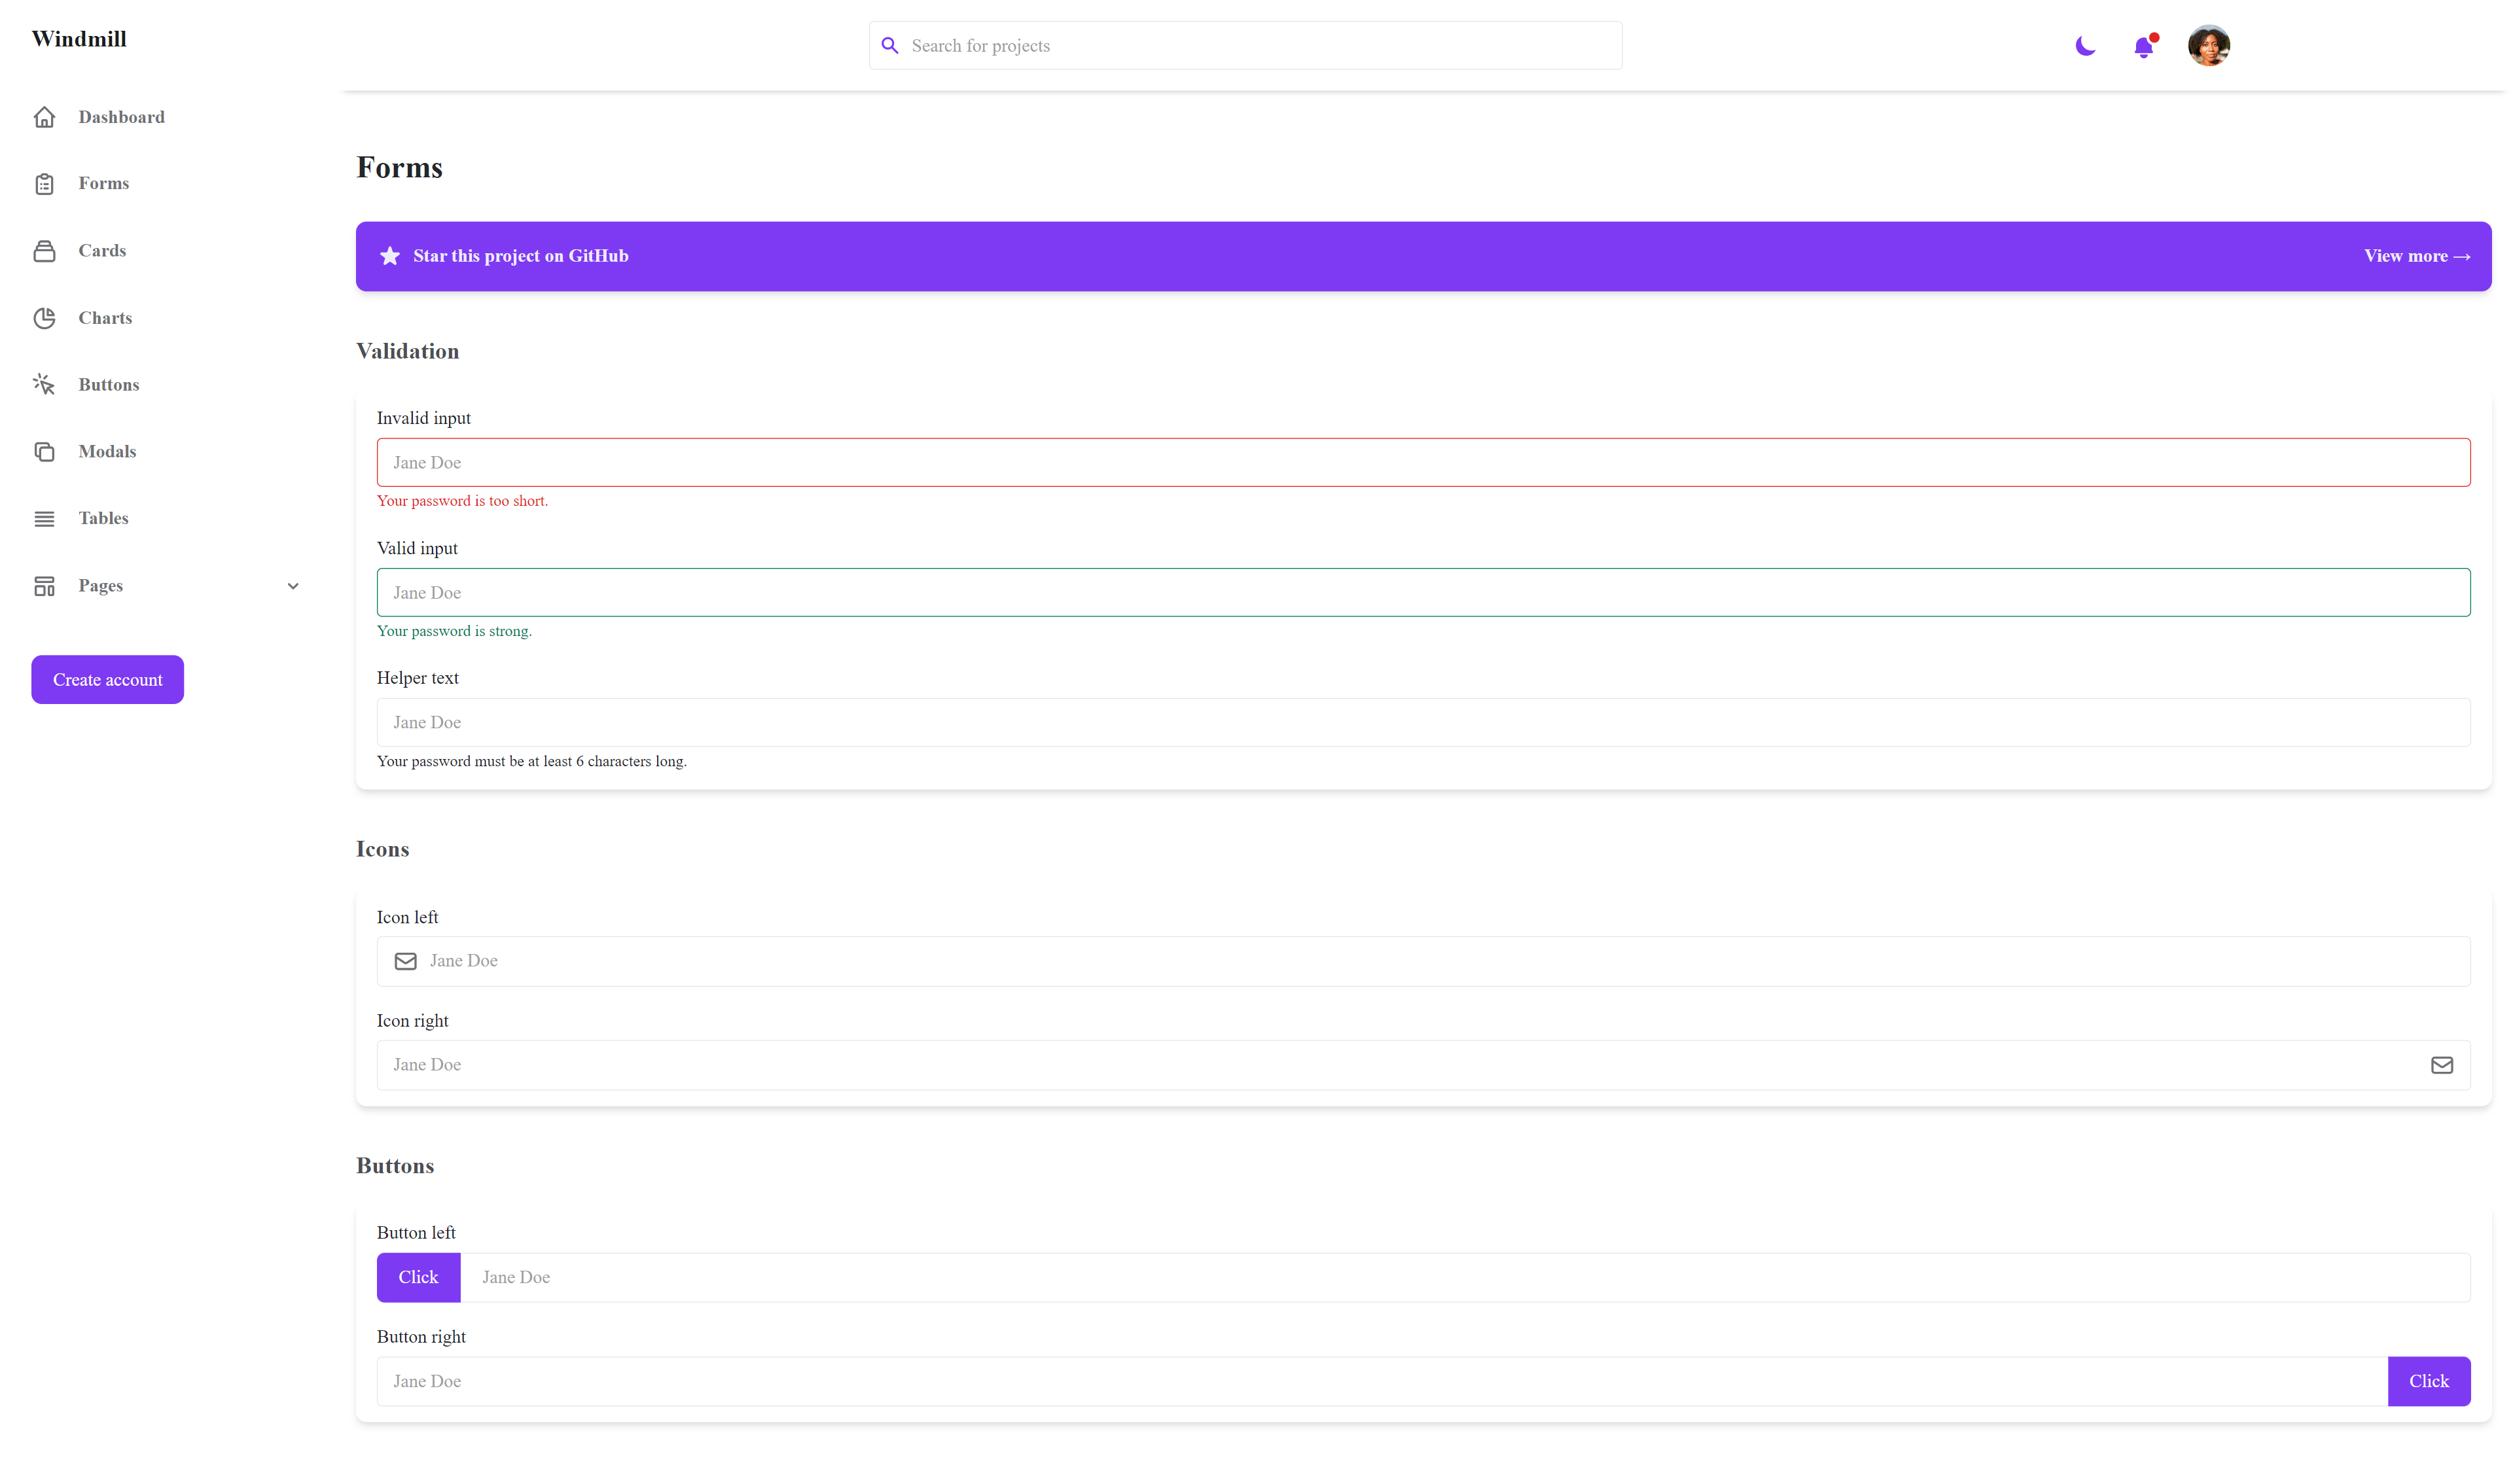 Windmill
Search for projects
Dashboard
Forms
Cards
Charts
Buttons
Modals
Tables
Pages
Create account
Forms
Star this project on GitHub
View more →
Validation
Invalid input
Jane Doe
Your password is too short.
Valid input
Jane Doe
Your password is strong.
Helper text
Jane Doe
Your password must be at least 6 characters long.
Icons
Icon left
Jane Doe
Icon right
Jane Doe
Buttons
Button left
Click
Jane Doe
Button right
Jane Doe
Click